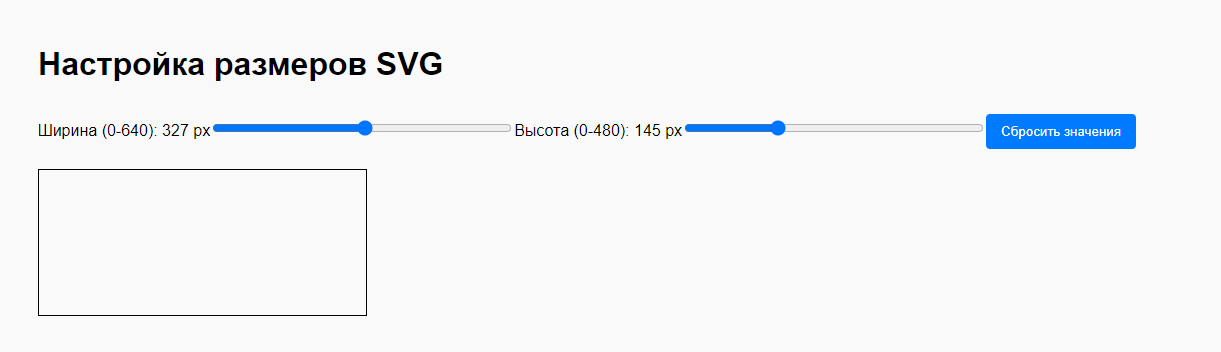 Настройка размеров SVG
Ширина (0-640): 327 px Высота (0-480): 145 px Сбросить значения